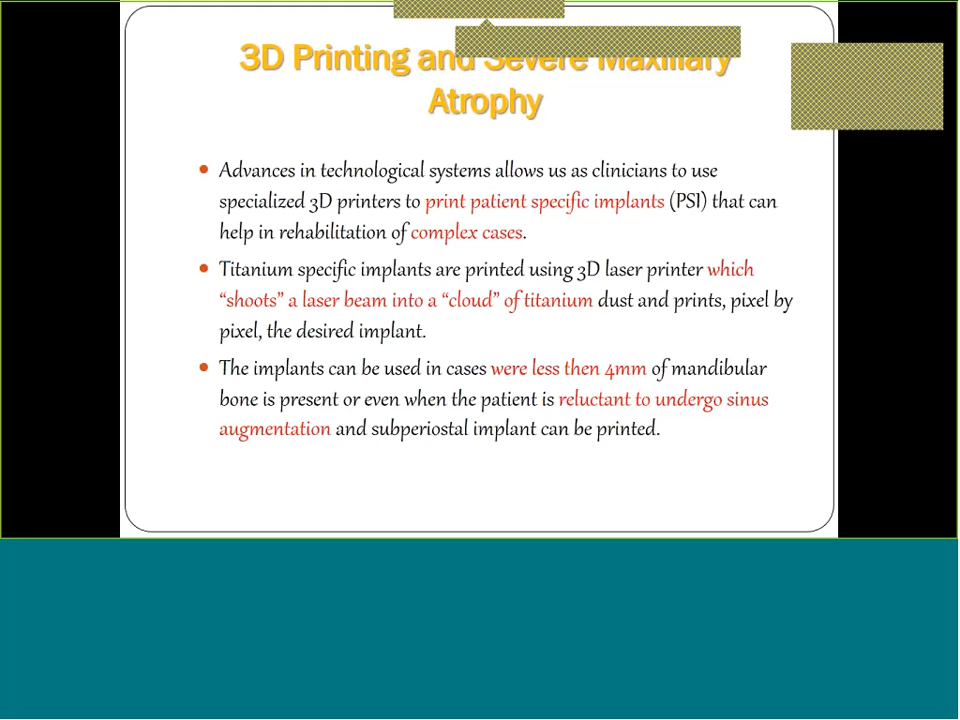 3D Printing and Severe Maxillary
Atrophy
Advances in technological systems allows us as clinicians to use
specialized 3D printers to print patient specific implants (PSI) that can
help in rehabilitation of complex cases.
Titanium specific implants are printed using 3D laser printer which
“shoots” a laser beam into a “cloud” of titanium dust and prints, pixel by
pixel, the desired implant.
The implants can be used in cases were less then 4mm of mandibular
bone is present or even when the patient is reluctant to undergo sinus
augmentation and subperiostal implant can be printed.